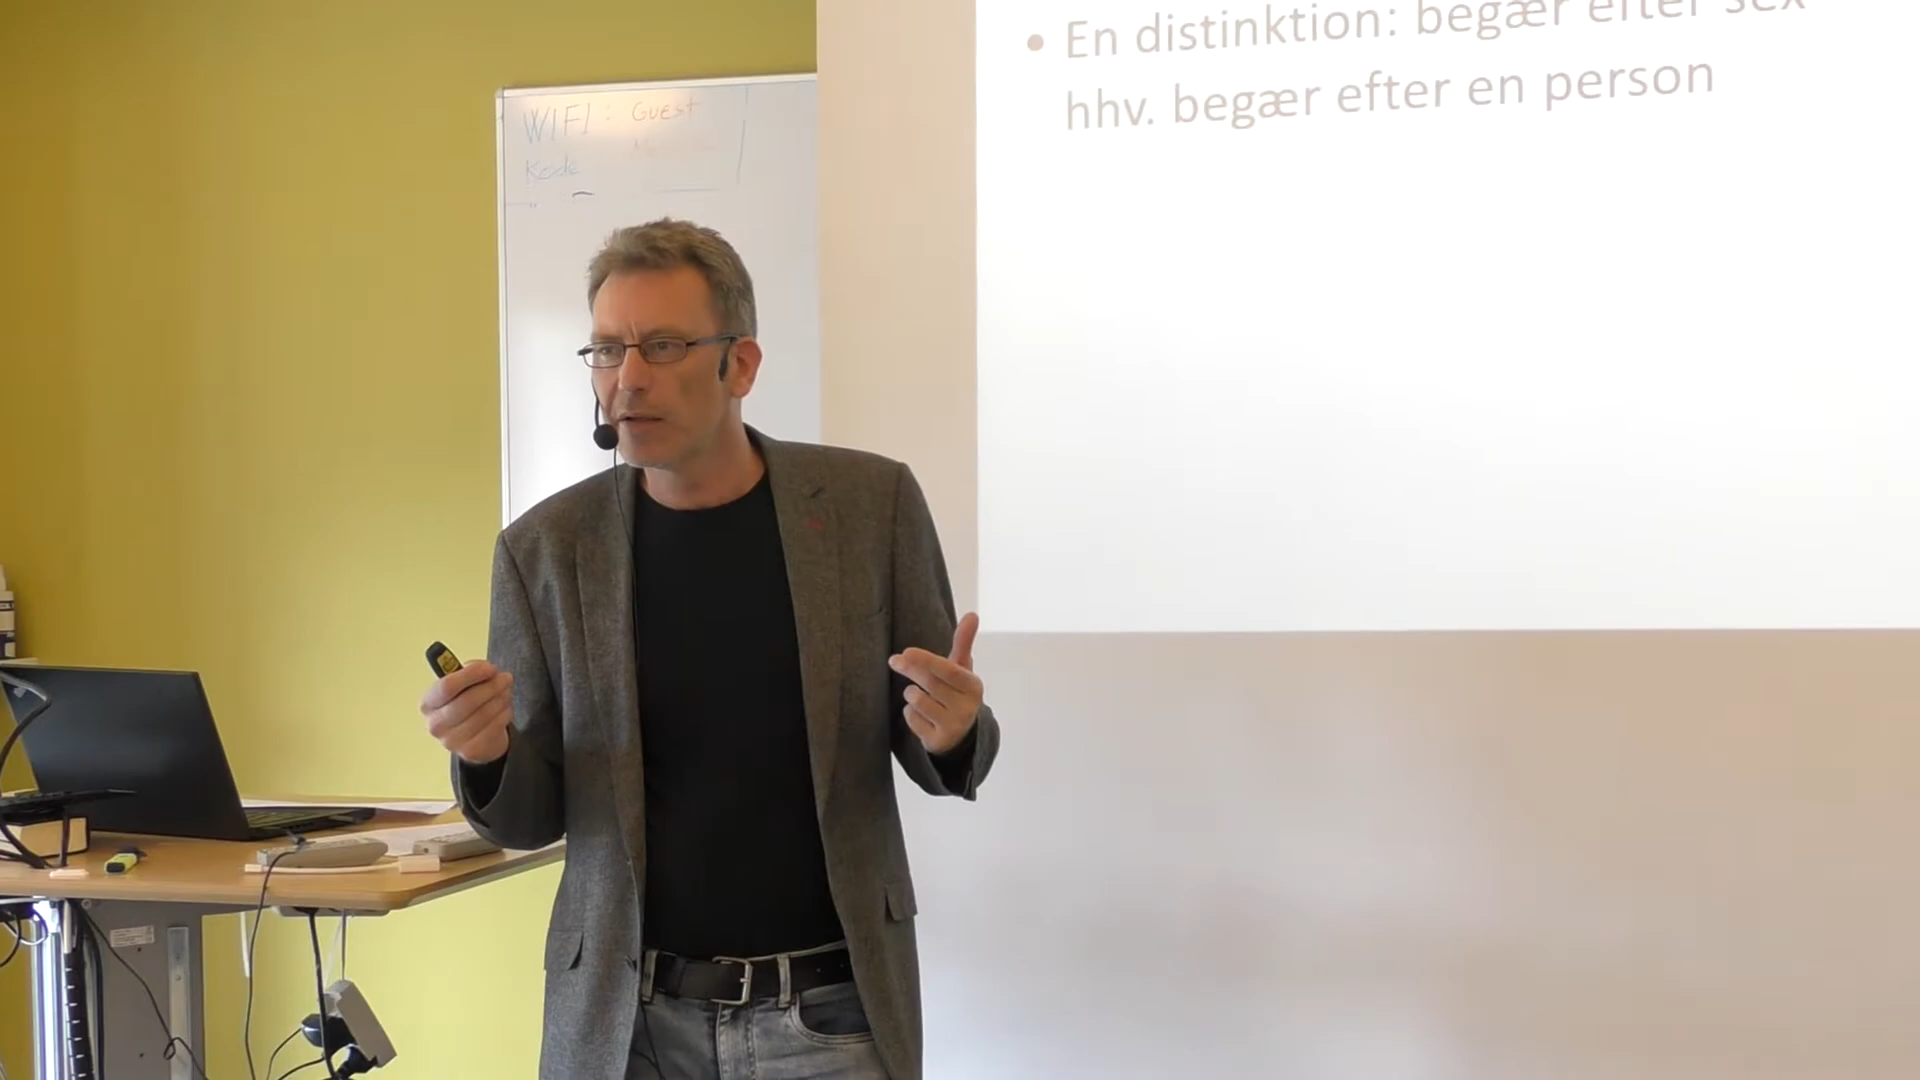 • En distinktion: begær efter sex
hhv. begær efter en person
WIFI: Guest
Kode